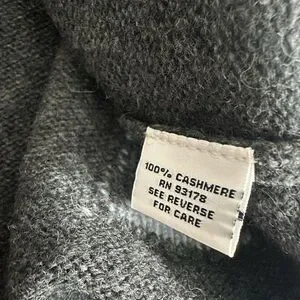 100% CASHMERE
RN 93178
SEE REVERSE
FOR CARE